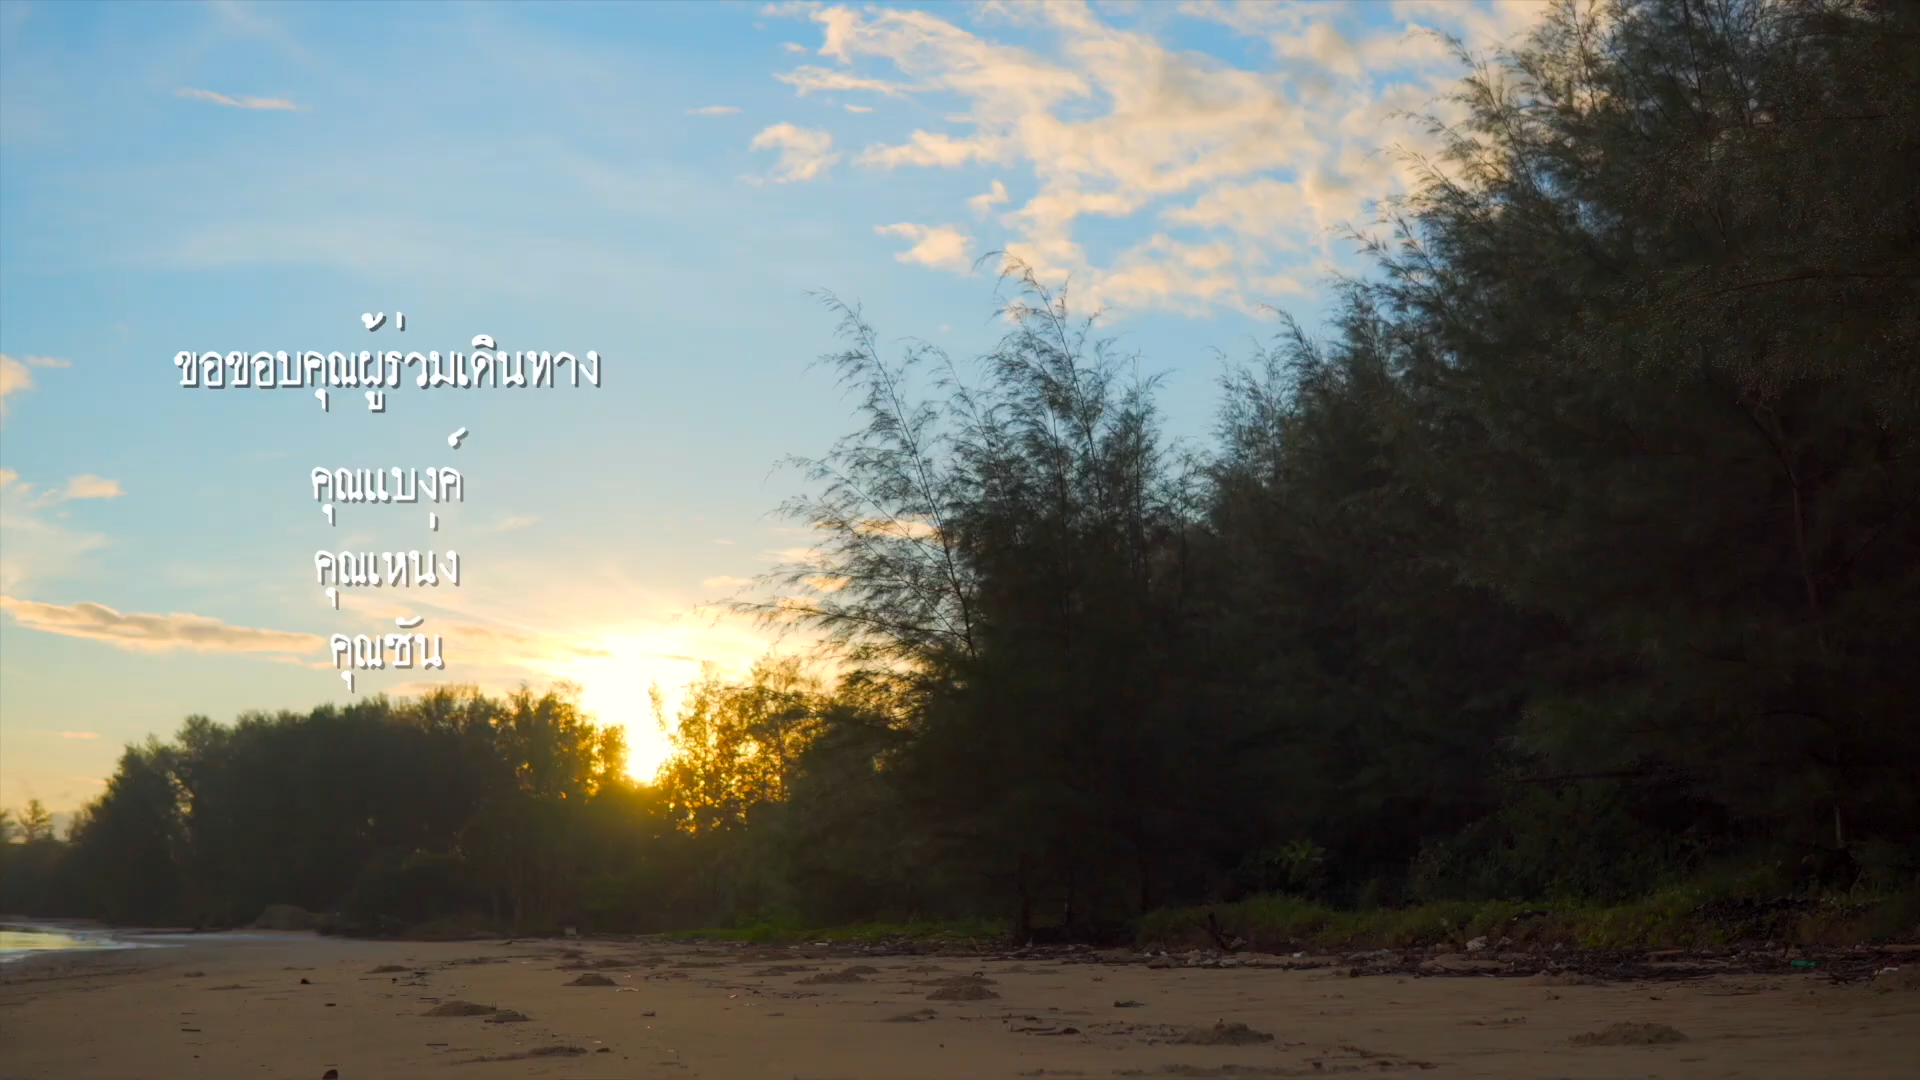 ขอขอบคุณผู้ร่วมเดินทาง
คุณแบงค์
คุณเหน่ง
คุณซัน